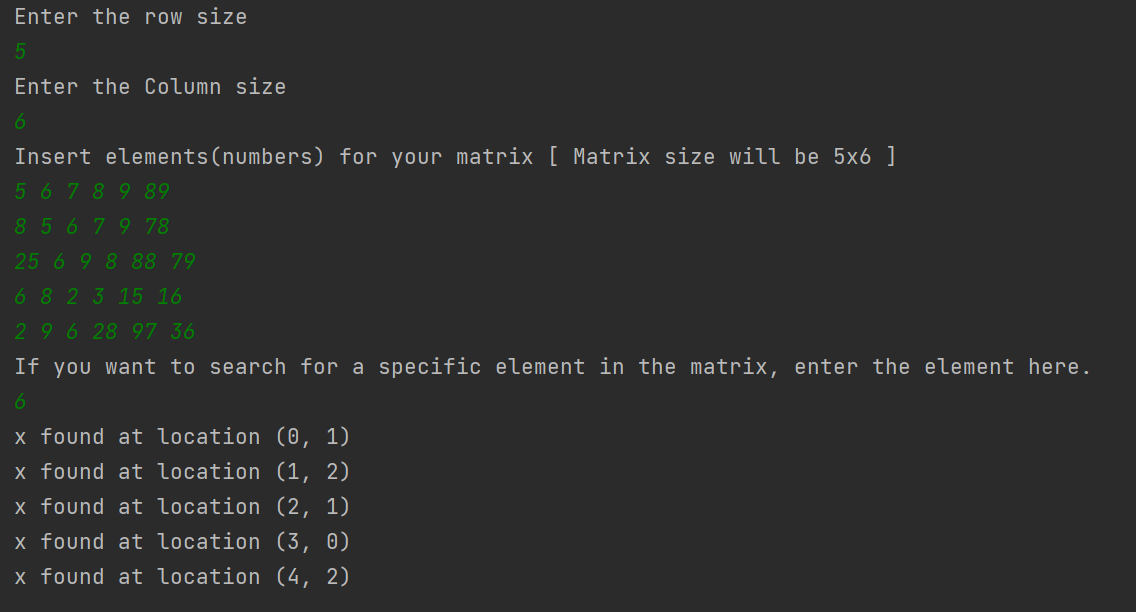 Enter the row size
5
Enter the Column size
6
Insert elements(numbers) for your matrix [ Matrix size will be 5x6 ]
5 6 7 8 9 89
8 5 6 7 9 78
25 6 9 8 88 79
6 8 2 3 15 16
2 9 6 28 97 36
If you want to search for a specific element in the matrix, enter the element here.
6
x found at location (0, 1)
x found at location (1, 2)
x found at location (2, 1)
x found at location (3, 0)
x found at location (4, 2)